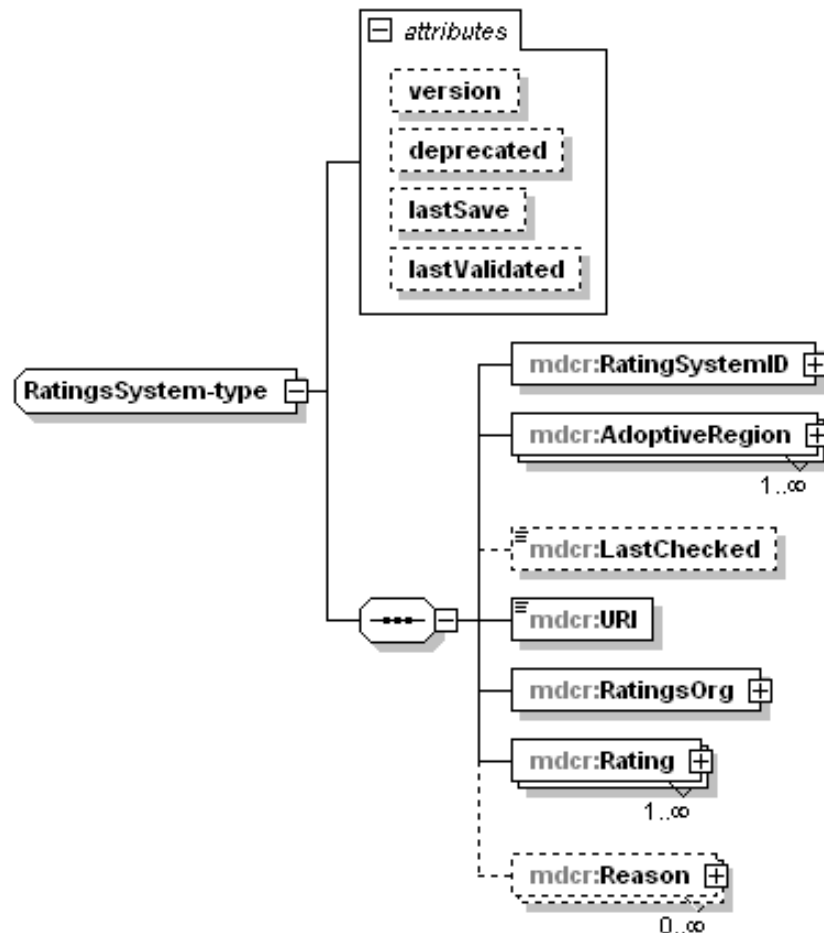 attributes
version
deprecated
lastSave
lastValidated
RatingsSystem-type
mdcr:RatingSystemID
mdcr:AdoptiveRegion
1..∞
mdcr:LastChecked
mdcr:URI
mdcr:RatingsOrg
mdcr:Rating
1..∞
mdcr:Reason
0..∞